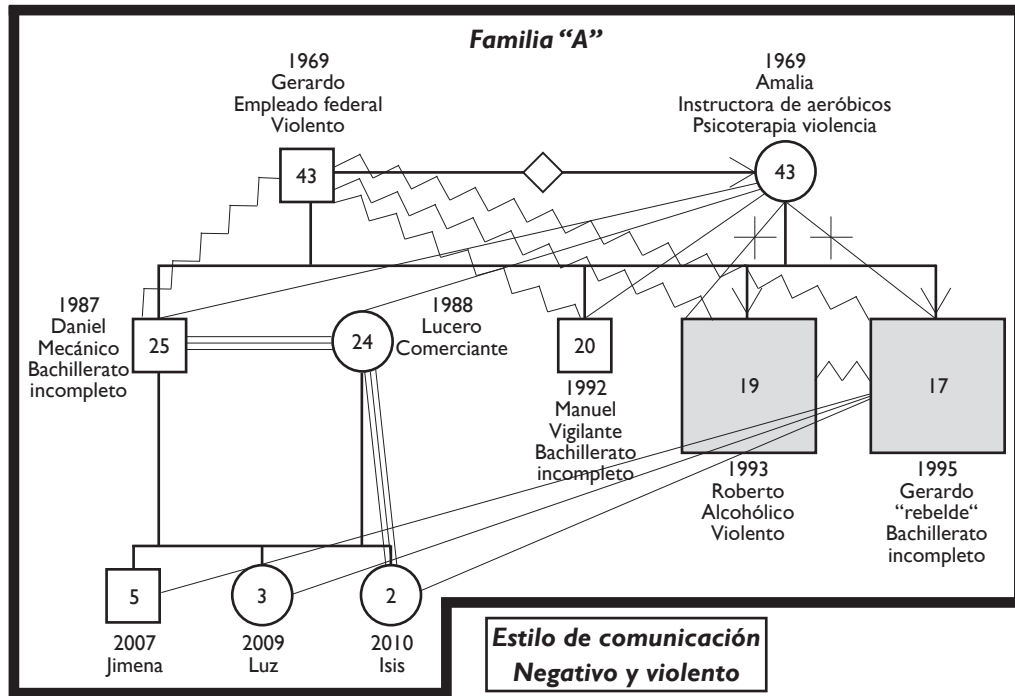 Familia “A”
1969
Gerardo
Empleado federal
Violento
1969
Amalia
Instructora de aeróbicos
Psicoterapia violencia
43
43
1987
Daniel
Mecánico
Bachillerato
incompleto
25
24
1988
Lucero
Comerciante
20
1992
Manuel
Vigilante
Bachillerato
incompleto
19
1993
Roberto
Alcohólico
Violento
17
1995
Gerardo
“rebelde“
Bachillerato
incompleto
5
2007
Jimena
3
2009
Luz
2
2010
Isis
Estilo de comunicación
Negativo y violento